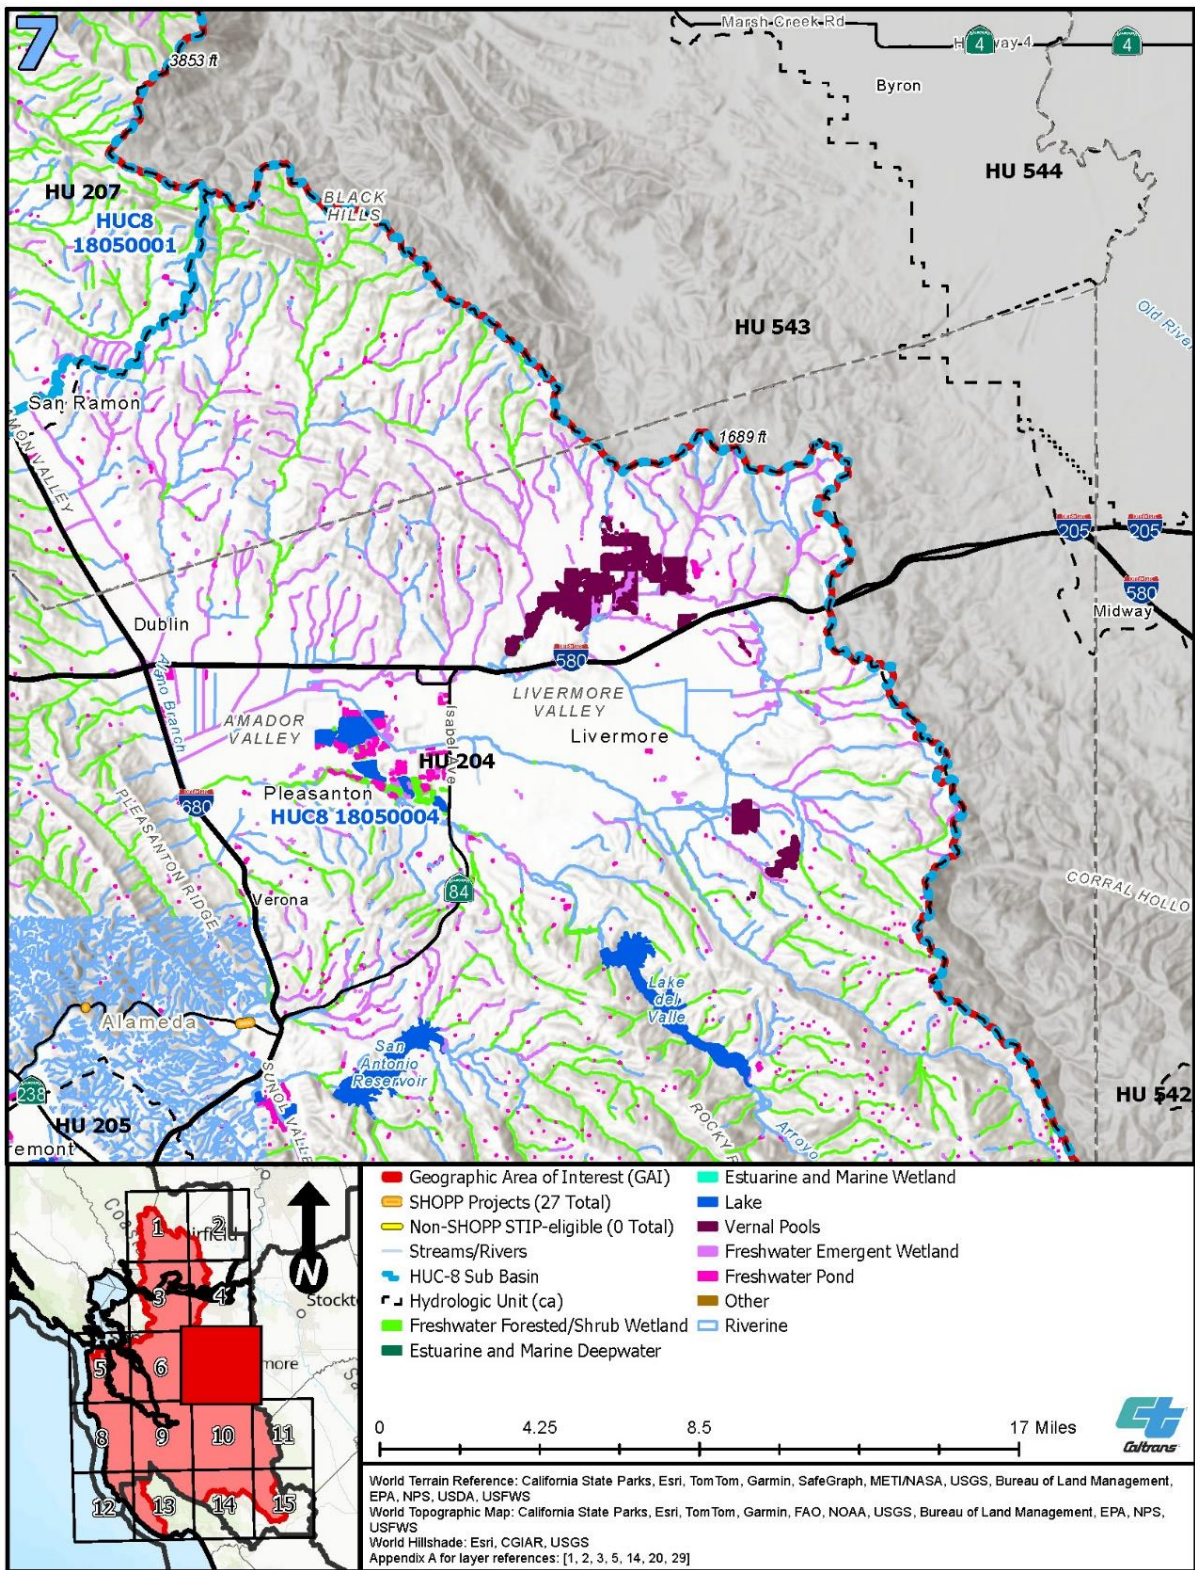 7
Marsh Creek Rd
4
4
3853 ft
Byron
HU 544
HU 207
HUC8
18050001
BLACK
HILLS
HU 543
Old River
San Ramon
1689 ft
205
205
580
Midway
Dublin
580
Alamo Branch
AMADOR
VALLEY
Isabel Ave
LIVERMORE
VALLEY
Livermore
HU 204
Pleasanton
HUC8 18050004
680
PLEASANTON RIDGE
84
Verona
CORRAL HOLLO
Lake
del
Valle
Alameda
San
Antonio
Reservoir
238
SUNOL VALLE
HU 205
emont
ROCKY R
Arroyo
HU 542
1
2
irfield
3
4
Stockt
5
6
more
8
9
10
11
12
13
14
15
N
Geographic Area of Interest (GAI)
SHOPP Projects (27 Total)
Non-SHOPP STIP-eligible (0 Total)
Streams/Rivers
HUC-8 Sub Basin
Hydrologic Unit (ca)
Freshwater Forested/Shrub Wetland
Estuarine and Marine Deepwater
Estuarine and Marine Wetland
Lake
Vernal Pools
Freshwater Emergent Wetland
Freshwater Pond
Other
Riverine
0 4.25 8.5 17 Miles
Caltrans
World Terrain Reference: California State Parks, Esri, TomTom, Garmin, SafeGraph, METI/NASA, USGS, Bureau of Land Management,
EPA, NPS, USDA, USFWS
World Topographic Map: California State Parks, Esri, TomTom, Garmin, FAO, NOAA, USGS, Bureau of Land Management, EPA, NPS,
USFWS
World Hillshade: Esri, CGIAR, USGS
Appendix A for layer references: [1, 2, 3, 5, 14, 20, 29]